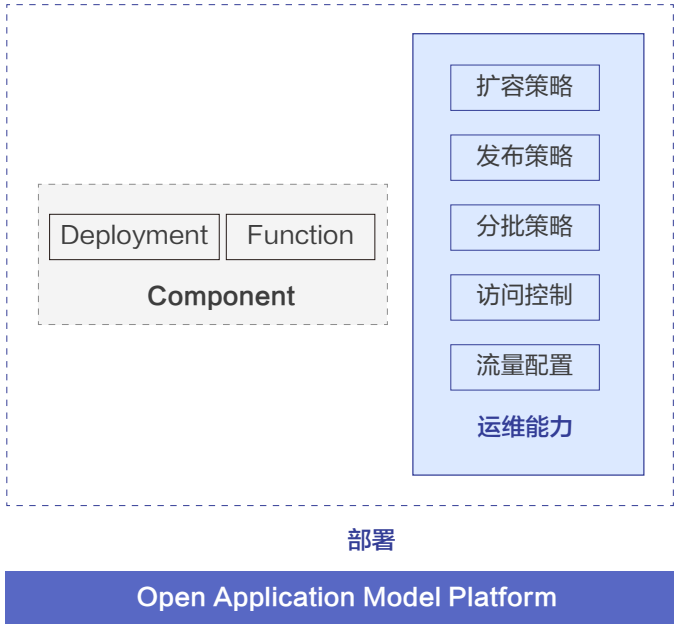 Deployment
Function
Component
扩容策略
发布策略
分批策略
访问控制
流量配置
运维能力
部署
Open Application Model Platform